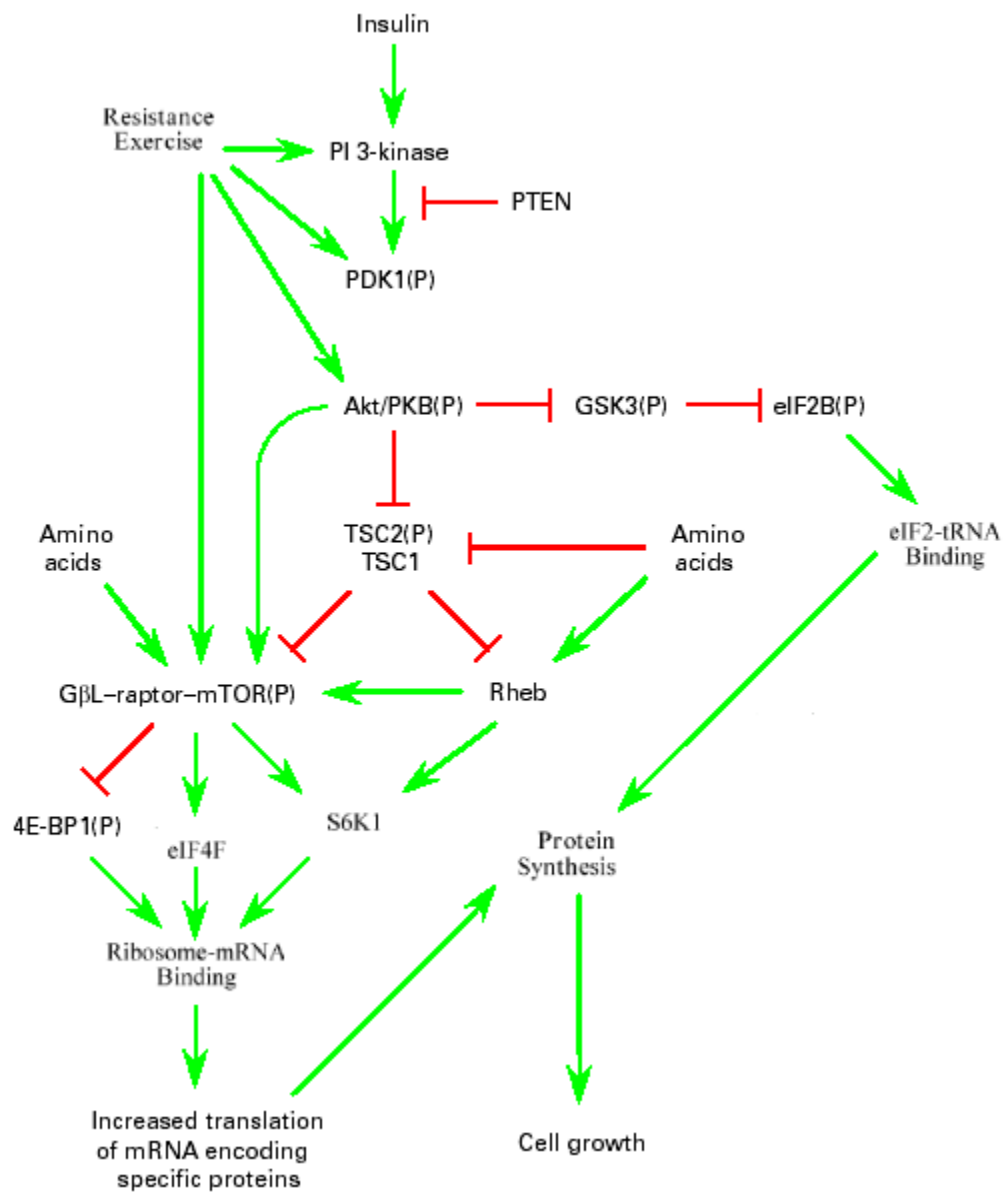 Insulin
Resistance
Exercise
PI 3-kinase
PTEN
PDK1(P)
Akt/PKB(P)
GSK3(P)
eIF2B(P)
Amino
acids
TSC2(P)
TSC1
Amino
acids
eIF2-tRNA
Binding
GβL–raptor–mTOR(P)
Rheb
4E-BP1(P)
eIF4F
S6K1
Protein
Synthesis
Ribosome-mRNA
Binding
Increased translation
of mRNA encoding
specific proteins
Cell growth